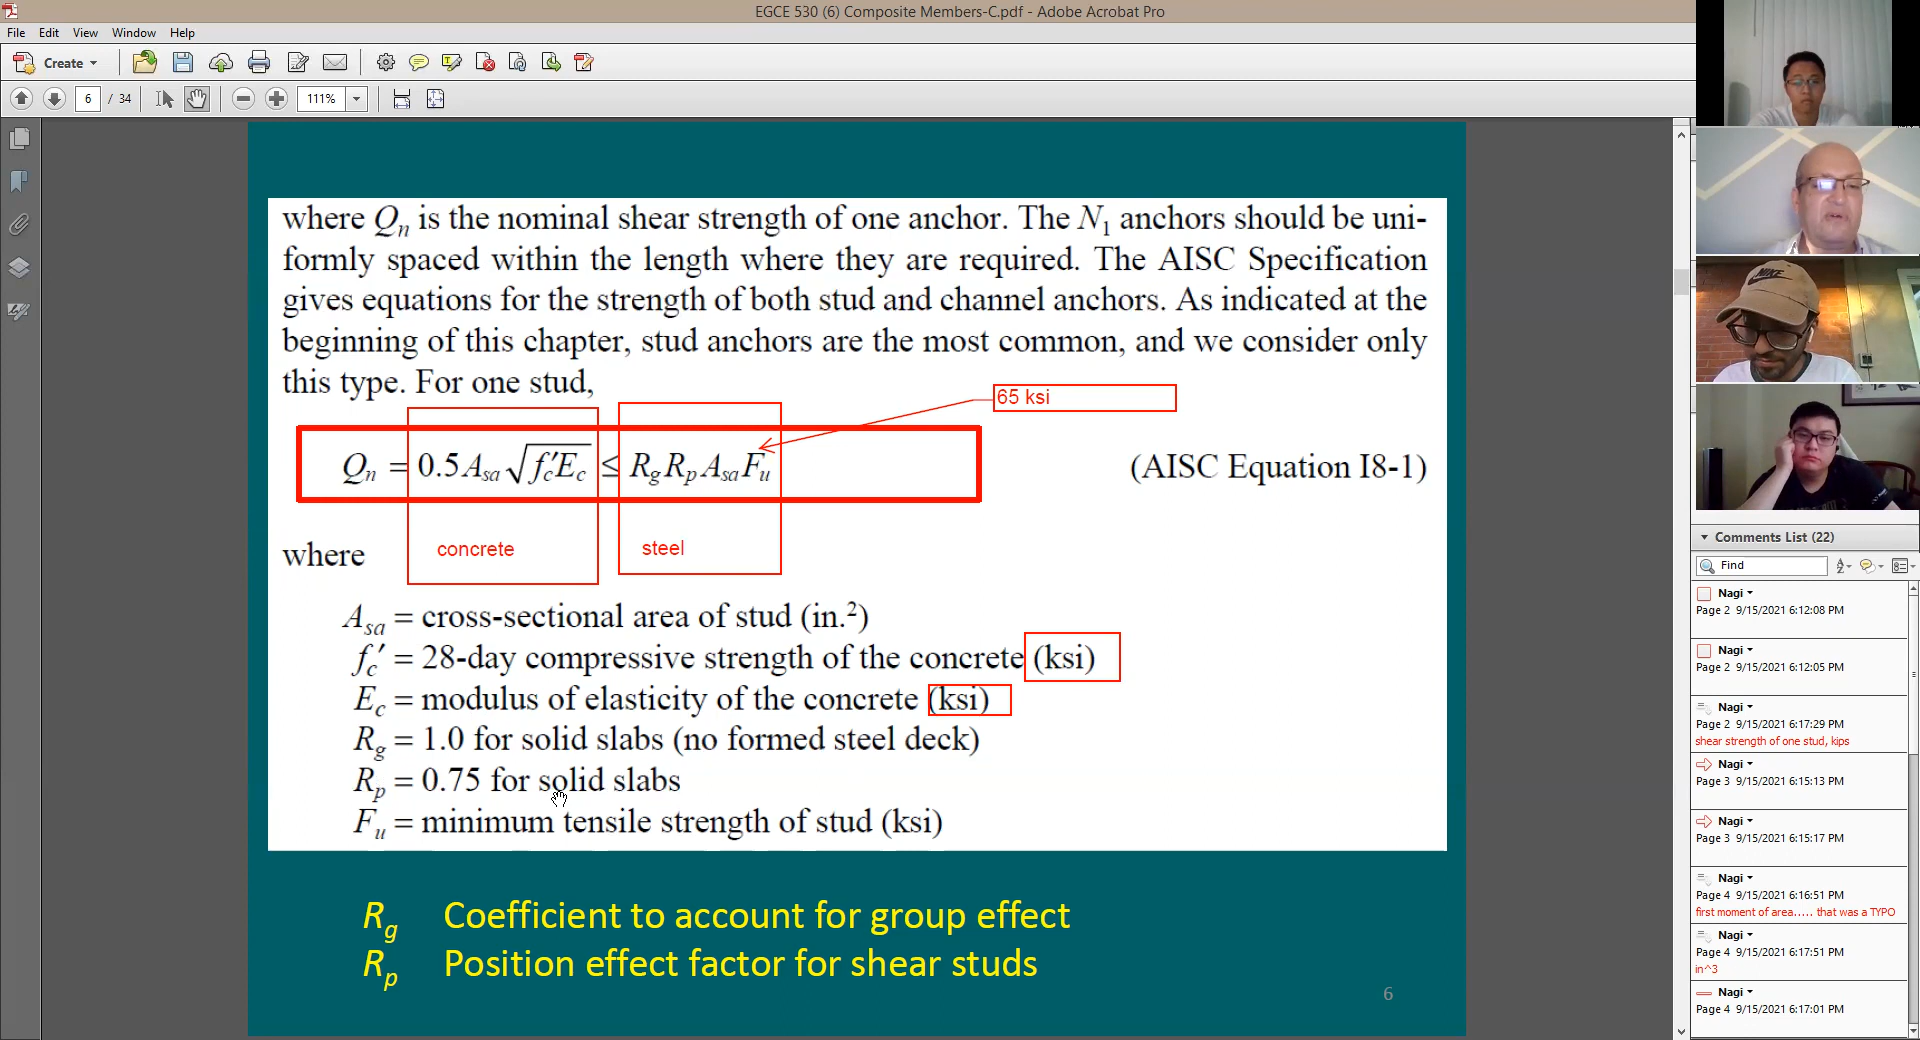 EGCE 530 (6) Composite Members-C.pdf - Adobe Acrobat Pro
File Edit View Window Help
Create
6 / 34 111%
where Qn is the nominal shear strength of one anchor. The N1 anchors should be uni-
formly spaced within the length where they are required. The AISC Specification
gives equations for the strength of both stud and channel anchors. As indicated at the
beginning of this chapter, stud anchors are the most common, and we consider only
this type. For one stud,
65 ksi
Qn = 0.5Asa√f′cEc ≤ RgRpAsaFu (AISC Equation I8-1)
concrete steel
where
Asa = cross-sectional area of stud (in.²)
fc′ = 28-day compressive strength of the concrete (ksi)
Ec = modulus of elasticity of the concrete (ksi)
Rg = 1.0 for solid slabs (no formed steel deck)
Rp = 0.75 for solid slabs
Fu = minimum tensile strength of stud (ksi)
Rg Coefficient to account for group effect
Rp Position effect factor for shear studs
6
NIKE
Comments List (22)
Find
Nagi
Page 2 9/15/2021 6:12:08 PM
Nagi
Page 2 9/15/2021 6:12:05 PM
Nagi
Page 2 9/15/2021 6:17:29 PM
shear strength of one stud, kips
Nagi
Page 3 9/15/2021 6:15:13 PM
Nagi
Page 3 9/15/2021 6:15:17 PM
Nagi
Page 4 9/15/2021 6:16:51 PM
first moment of area..... that was a TYPO
Nagi
Page 4 9/15/2021 6:17:51 PM
in^3
Nagi
Page 4 9/15/2021 6:17:01 PM